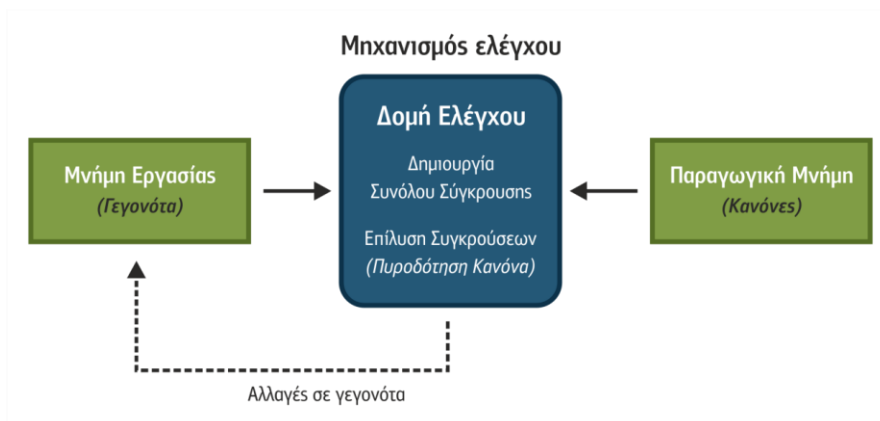 Μηχανισμός ελέγχου
Δομή Ελέγχου
Δημιουργία
Συνόλου Σύγκρουσης
Επίλυση Συγκρούσεων
(Πυροδότηση Κανόνα)
Μνήμη Εργασίας
(Γεγονότα)
Παραγωγική Μνήμη
(Κανόνες)
Αλλαγές σε γεγονότα